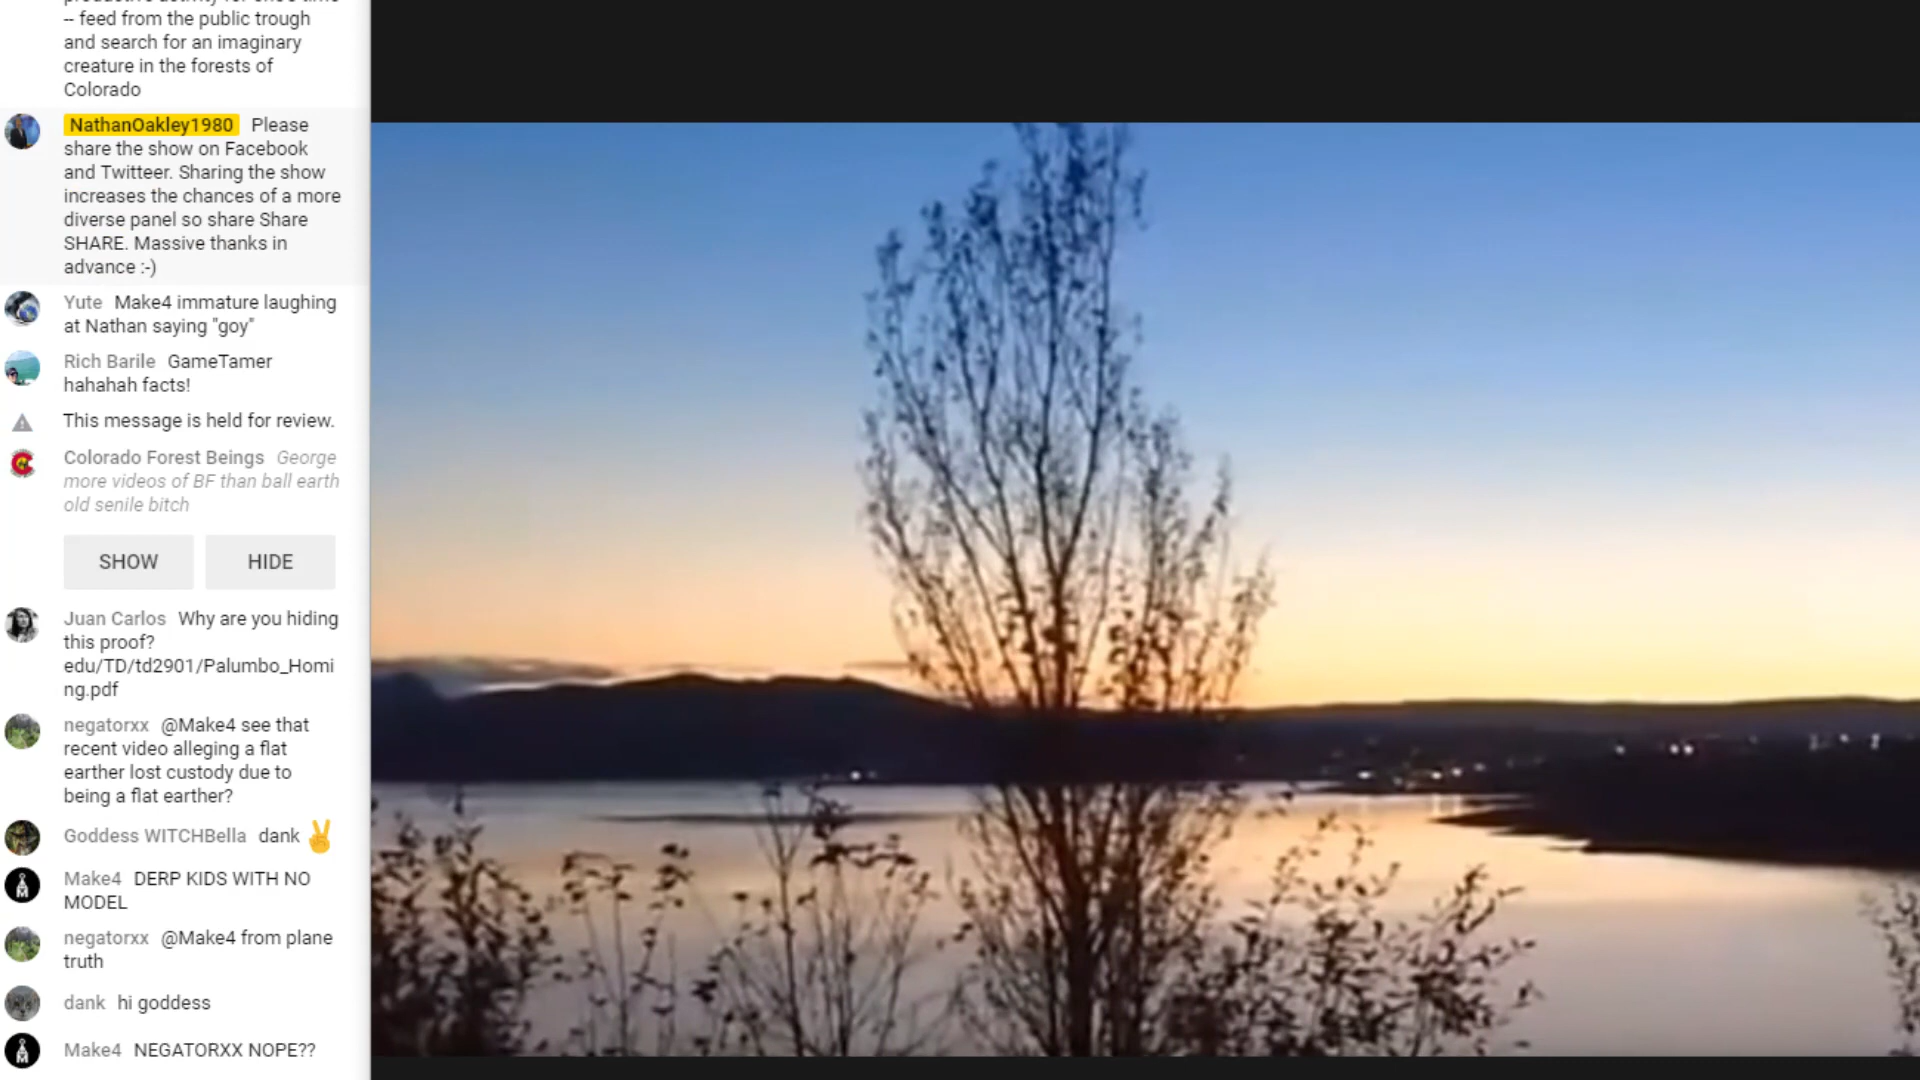 -- feed from the public trough
and search for an imaginary
creature in the forests of
Colorado
NathanOakley1980 Please
share the show on Facebook
and Twitteer. Sharing the show
increases the chances of a more
diverse panel so share Share
SHARE. Massive thanks in
advance :-)
Yute Make4 immature laughing
at Nathan saying "goy"
Rich Barile GameTamer
hahahah facts!
This message is held for review.
Colorado Forest Beings George
more videos of BF than ball earth
old senile bitch
SHOW HIDE
Juan Carlos Why are you hiding
this proof?
edu/TD/td2901/Palumbo_Homi
ng.pdf
negatorxx @Make4 see that
recent video alleging a flat
earther lost custody due to
being a flat earther?
Goddess WITCHBella dank ✌
Make4 DERP KIDS WITH NO
MODEL
negatorxx @Make4 from plane
truth
dank hi goddess
Make4 NEGATORXX NOPE??